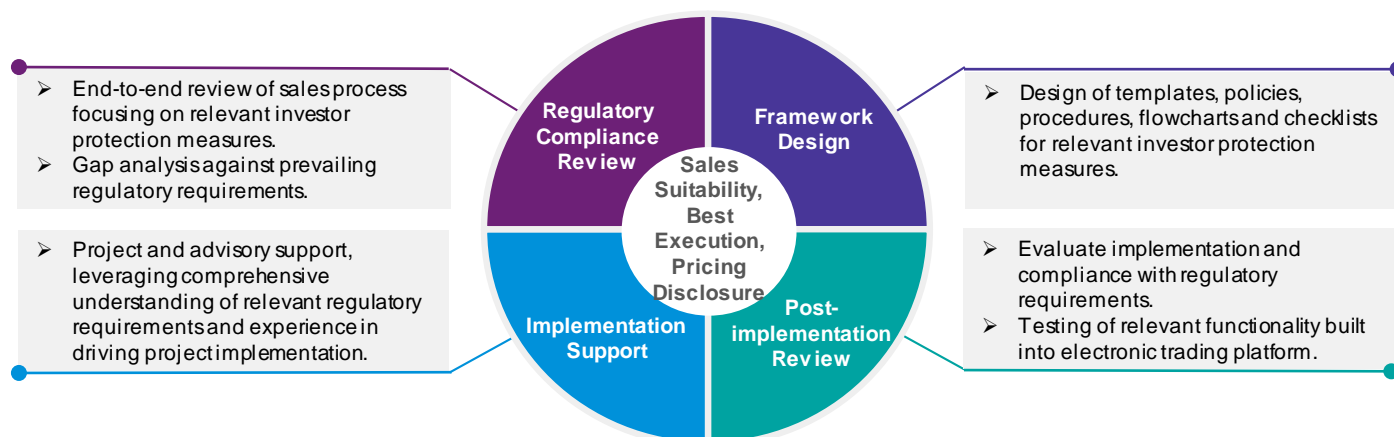 ➢ End-to-end review of sales process
focusing on relevant investor
protection measures.
➢ Gap analysis against prevailing
regulatory requirements.
Regulatory
Compliance
Review
Framework
Design
➢ Design of templates, policies,
procedures, flowcharts and checklists
for relevant investor protection
measures.
Sales
Suitability,
Best
Execution,
Pricing
Disclosure
➢ Project and advisory support,
leveraging comprehensive
understanding of relevant regulatory
requirements and experience in
driving project implementation.
Implementation
Support
Post-
implementation
Review
➢ Evaluate implementation and
compliance with regulatory
requirements.
➢ Testing of relevant functionality built
into electronic trading platform.